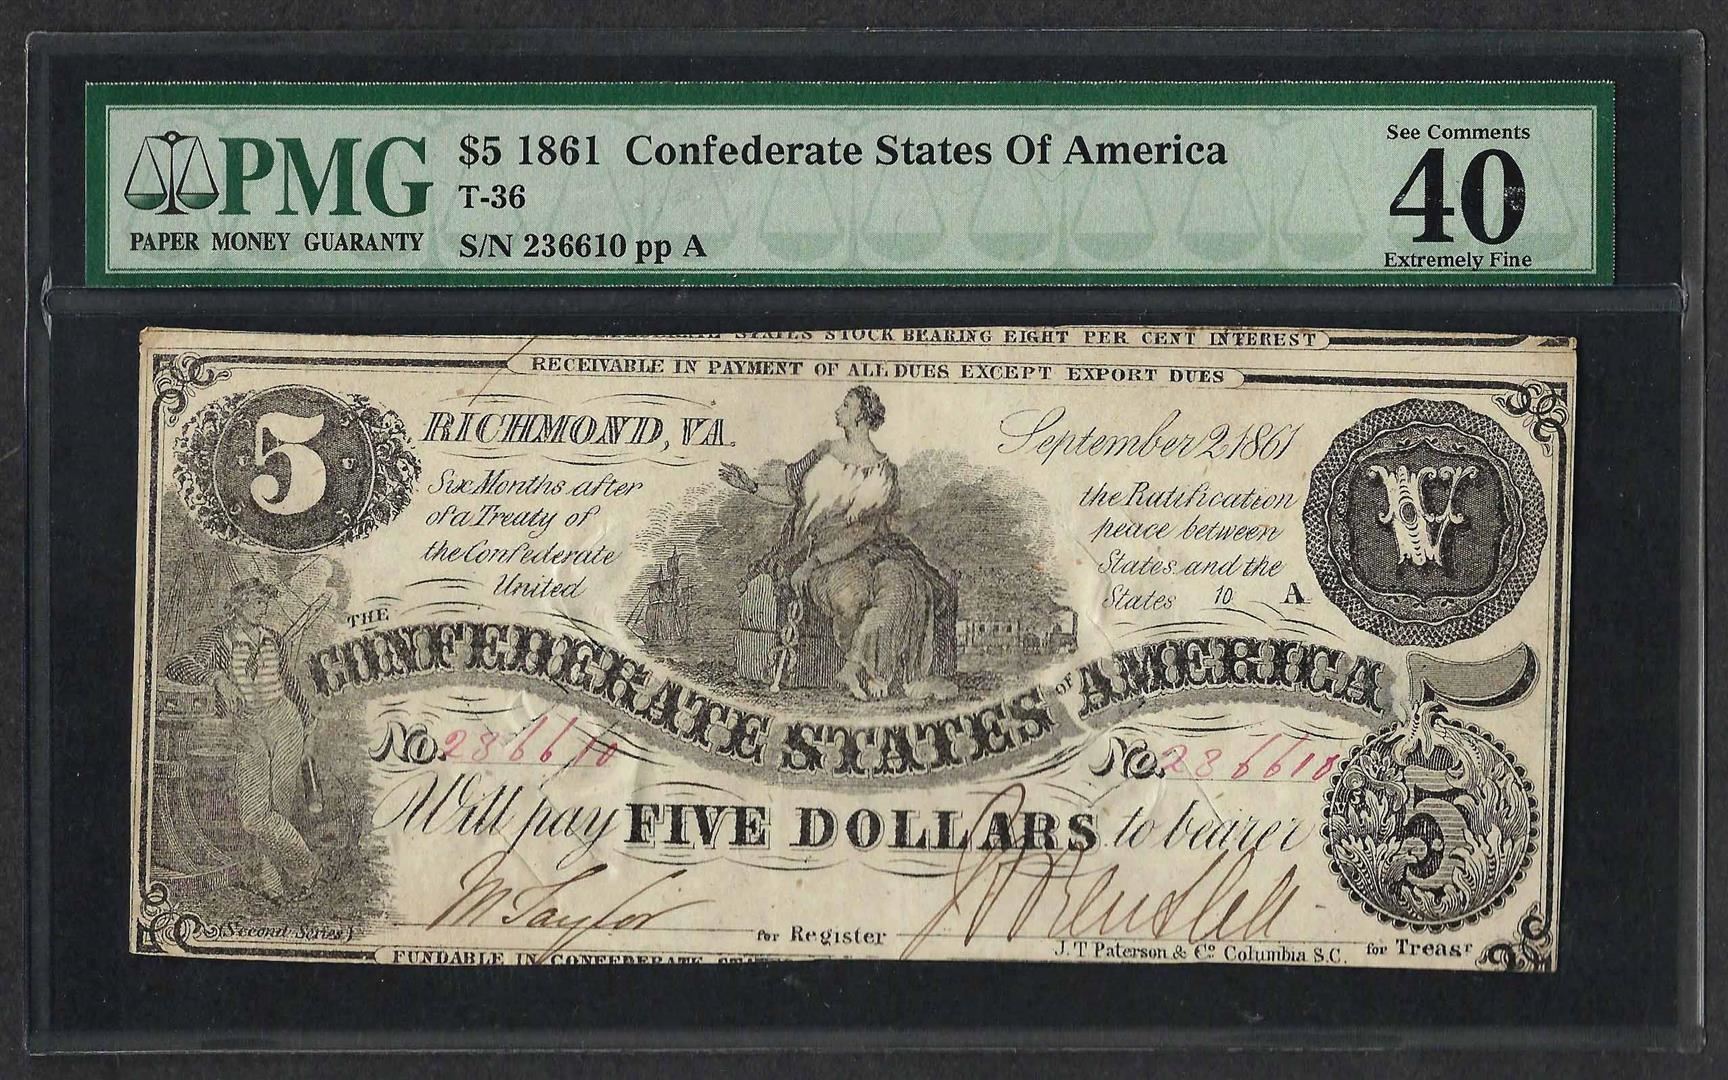 PMG
PAPER MONEY GUARANTY
$5 1861 Confederate States Of America
T-36
S/N 236610 pp A
See Comments
40
Extremely Fine
STATES STOCK BEARING EIGHT PER CENT INTEREST
RECEIVABLE IN PAYMENT OF ALL DUES EXCEPT EXPORT DUES
5
RICHMOND, VA.
September 2, 1861
V
Six Months after the Ratification
of a Treaty of peace between
the Confederate States and the
United States 10 A
THE CONFEDERATE STATES OF AMERICA
5
No. 236610 No. 236610
Will pay FIVE DOLLARS to bearer
5
M Taylor for Register
for Treasr
(Second Series)
J. T. Paterson & Co. Columbia S.C.
FUNDABLE IN CONFEDERATE STATES